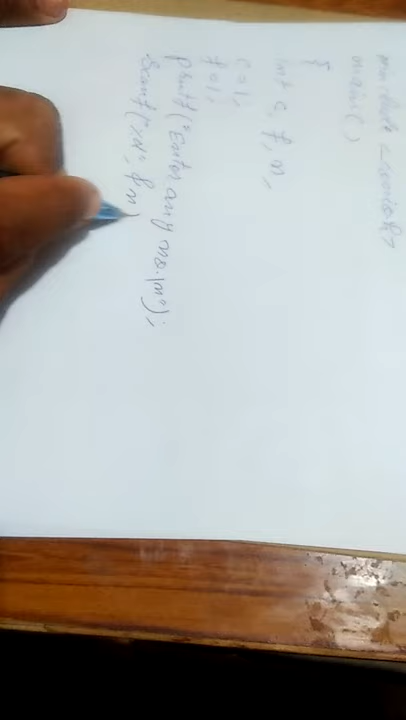 include <conio.h>
main( )
{
int c, f, n,
c=1,
f=1,
printf("Enter any no.\n");
scanf("%d", &n)